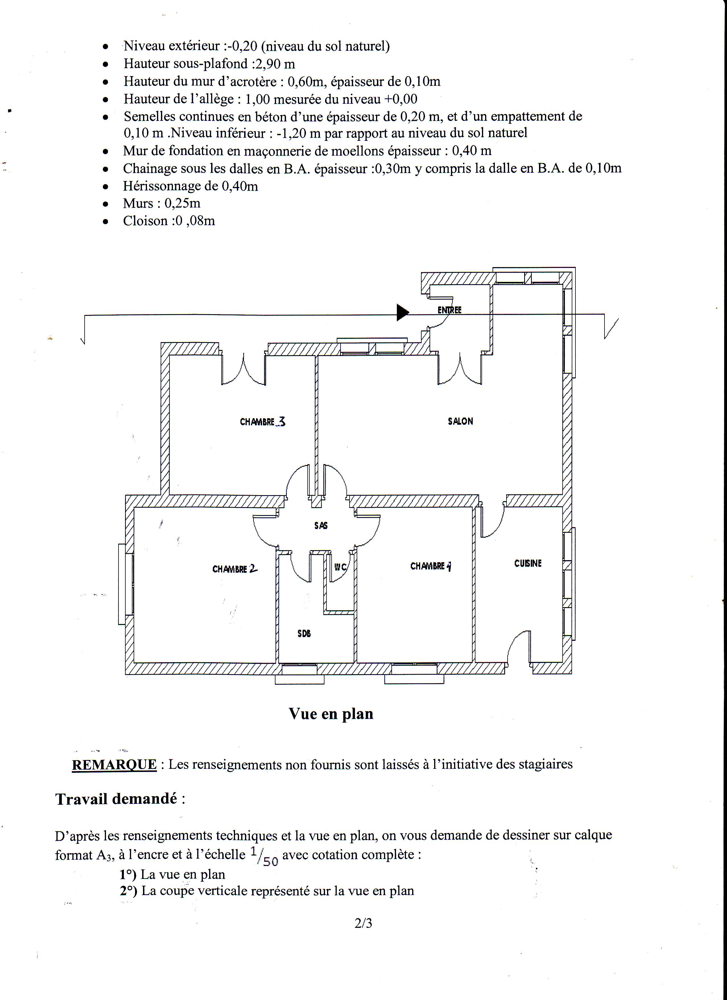 • Niveau extérieur :-0,20 (niveau du sol naturel)
• Hauteur sous-plafond :2,90 m
• Hauteur du mur d’acrotère : 0,60m, épaisseur de 0,10m
• Hauteur de l’allège : 1,00 mesurée du niveau +0,00
• Semelles continues en béton d’une épaisseur de 0,20 m, et d’un empattement de
0,10 m .Niveau inférieur : -1,20 m par rapport au niveau du sol naturel
• Mur de fondation en maçonnerie de moellons épaisseur : 0,40 m
• Chainage sous les dalles en B.A. épaisseur :0,30m y compris la dalle en B.A. de 0,10m
• Hérissonnage de 0,40m
• Murs : 0,25m
• Cloison :0 ,08m
ENTREE
CHAMBRE 3
SALON
SAS
CHAMBRE 2
WC
CHAMBRE 1
CUISINE
SDB
Vue en plan
REMARQUE : Les renseignements non fournis sont laissés à l’initiative des stagiaires
Travail demandé :
D’après les renseignements techniques et la vue en plan, on vous demande de dessiner sur calque
format A3, à l’encre et à l’échelle 1/50 avec cotation complète :
1°) La vue en plan
2°) La coupe verticale représenté sur la vue en plan
2/3